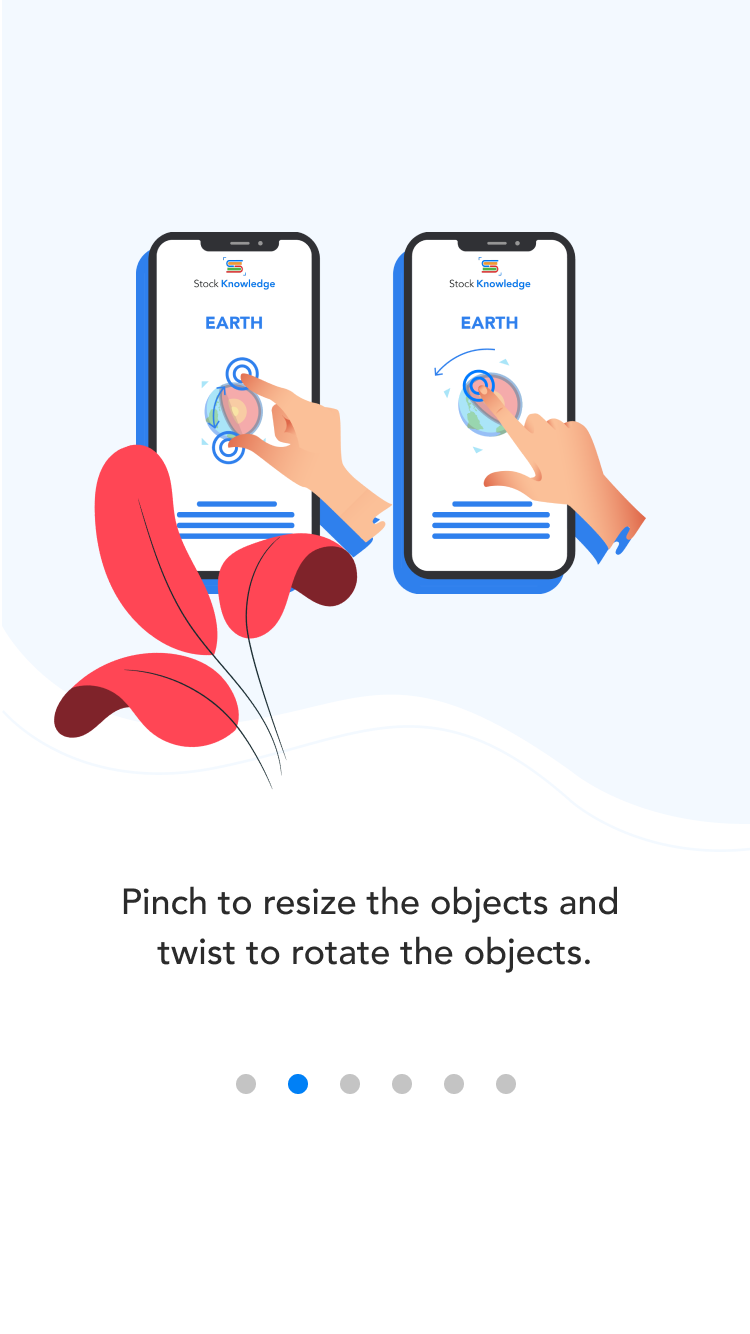 Stock Knowledge
EARTH
Stock Knowledge
EARTH
Pinch to resize the objects and
twist to rotate the objects.